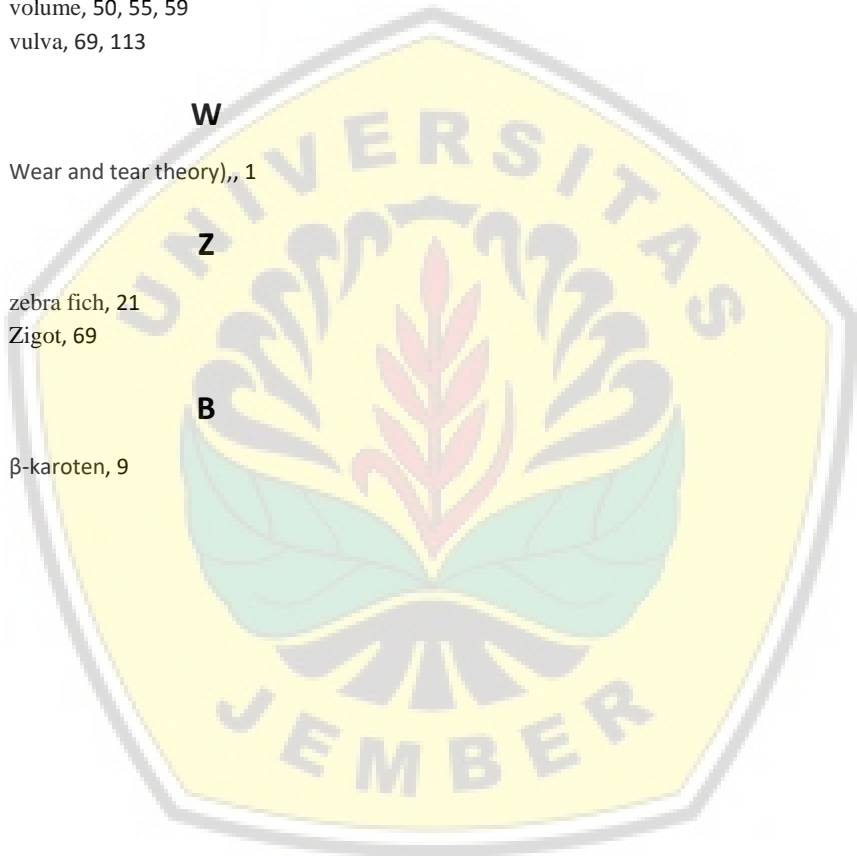 volume, 50, 55, 59
vulva, 69, 113
W
Wear and tear theory),, 1
Z
zebra fich, 21
Zigot, 69
Β
β-karoten, 9
UNIVERSITAS
JEMBER